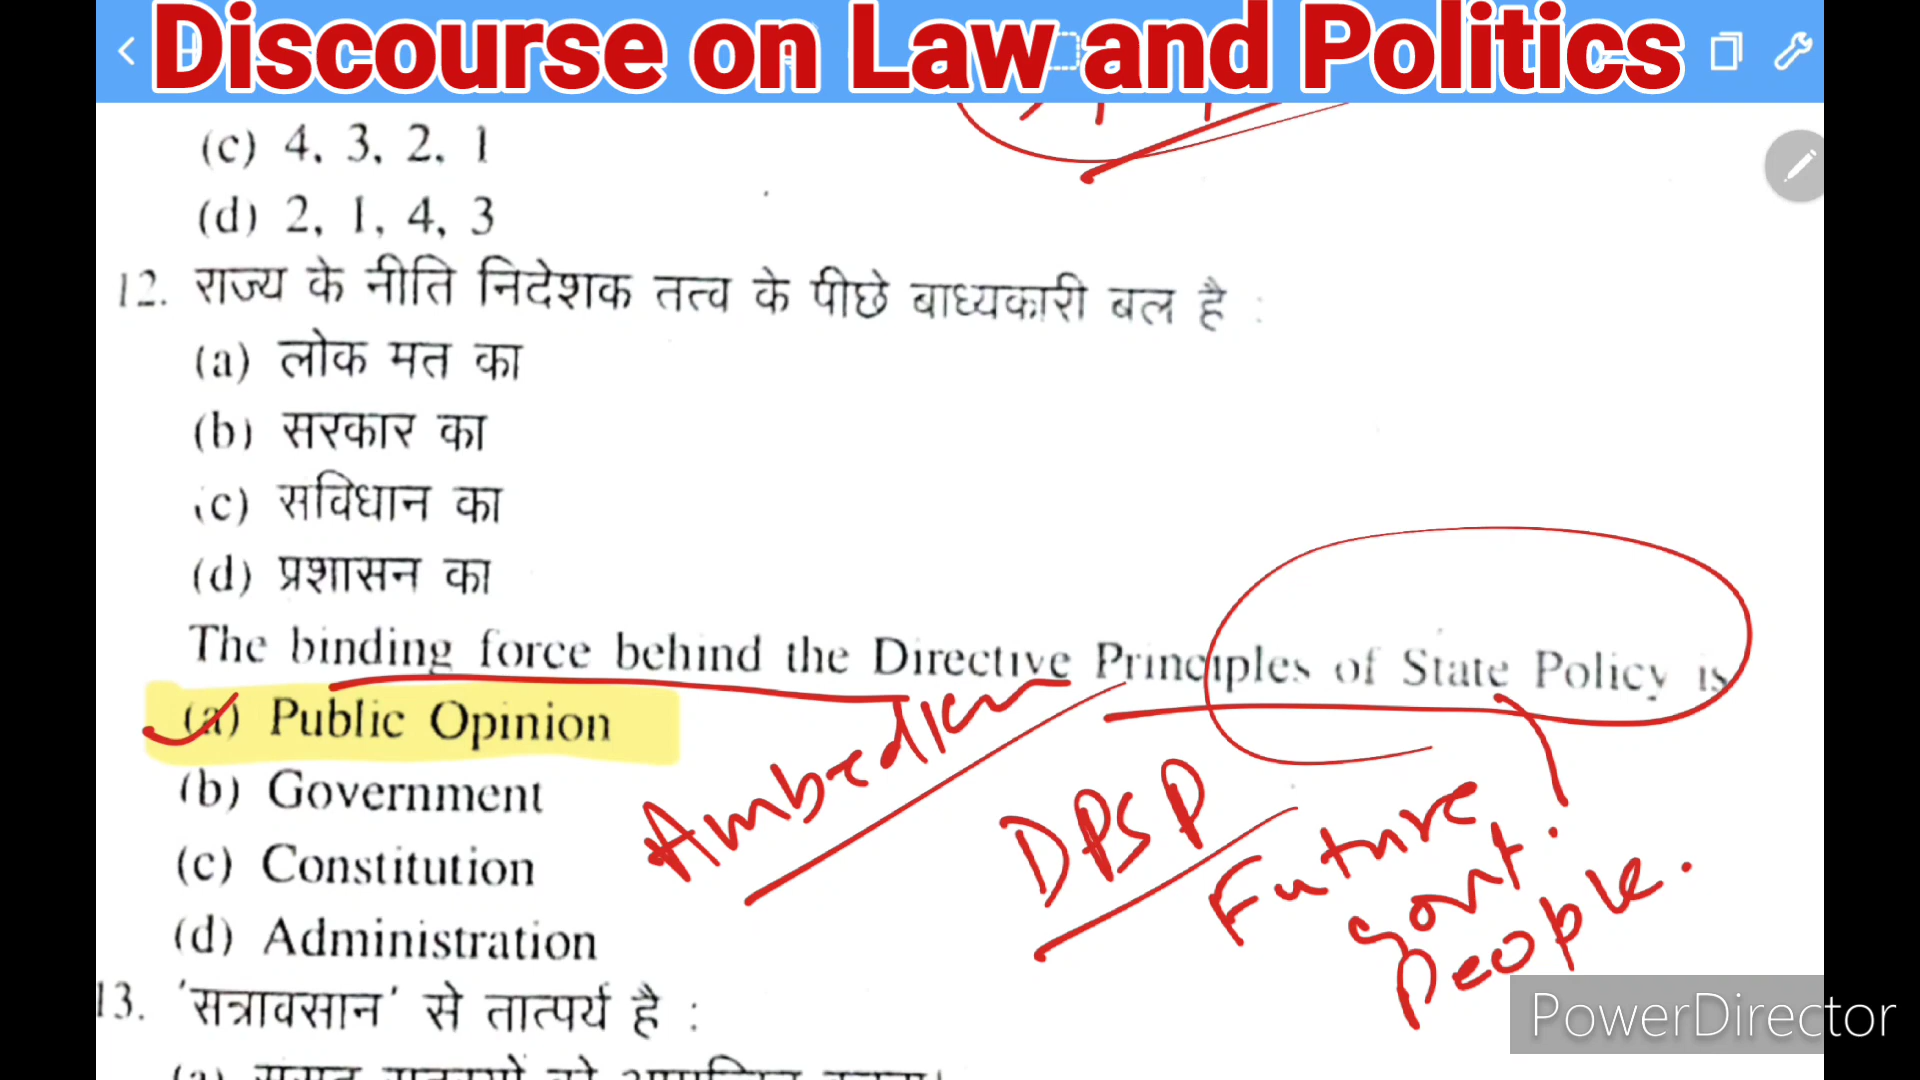 Discourse on Law and Politics
(c) 4, 3, 2, 1
(d) 2, 1, 4, 3
12. राज्य के नीति निदेशक तत्व के पीछे बाध्यकारी बल है :
(a) लोक मत का
(b) सरकार का
(c) सविधान का
(d) प्रशासन का
The binding force behind the Directive Principles of State Policy is
(a) Public Opinion
(b) Government
(c) Constitution
(d) Administration
DPSP
Future
govt.
people.
13. 'सत्रावसान' से तात्पर्य है :
PowerDirector